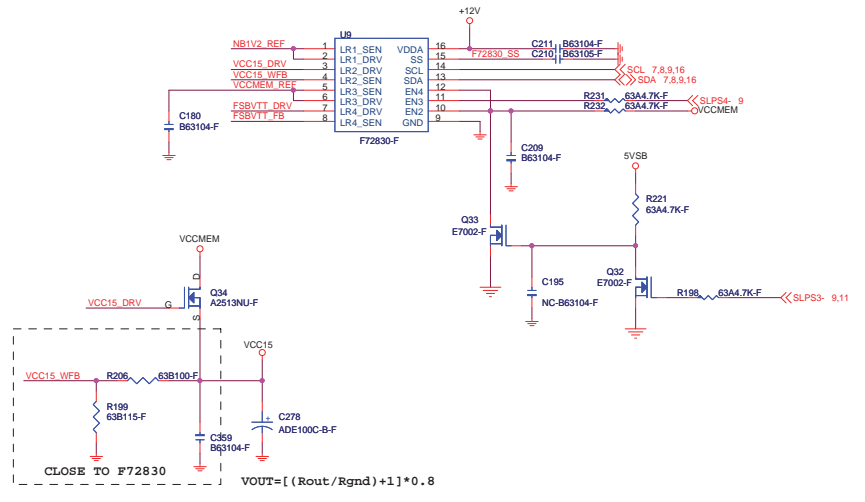 +12V
U9
NB1V2_REF 1 LR1_SEN VDDA 16 C211 B63104-F
2 LR1_DRV SS 15 F72830_SS C210 B63105-F
VCC15_DRV 3 LR2_DRV SCL 14 SCL 7,8,9,16
VCC15_WFB 4 LR2_SEN SDA 13 SDA 7,8,9,16
VCCMEM_REF 5 LR3_SEN EN4 12
6 LR3_DRV EN3 11 R231 63A4.7K-F SLPS4- 9
FSBVTT_DRV 7 LR4_DRV EN2 10 R232 63A4.7K-F VCCMEM
FSBVTT_FB 8 LR4_SEN GND 9
F72830-F
C180
B63104-F
C209
B63104-F
5VSB
R221
63A4.7K-F
Q33
E7002-F
Q32
E7002-F
C195
NC-B63104-F
R198 63A4.7K-F SLPS3- 9,11
VCCMEM
D
Q34
A2513NU-F
VCC15_DRV G
S
VCC15
VCC15_WFB R206 63B100-F
R199
63B115-F
C359
B63104-F
C278
ADE100C-B-F
+
CLOSE TO F72830
VOUT=[(Rout/Rgnd)+1]*0.8